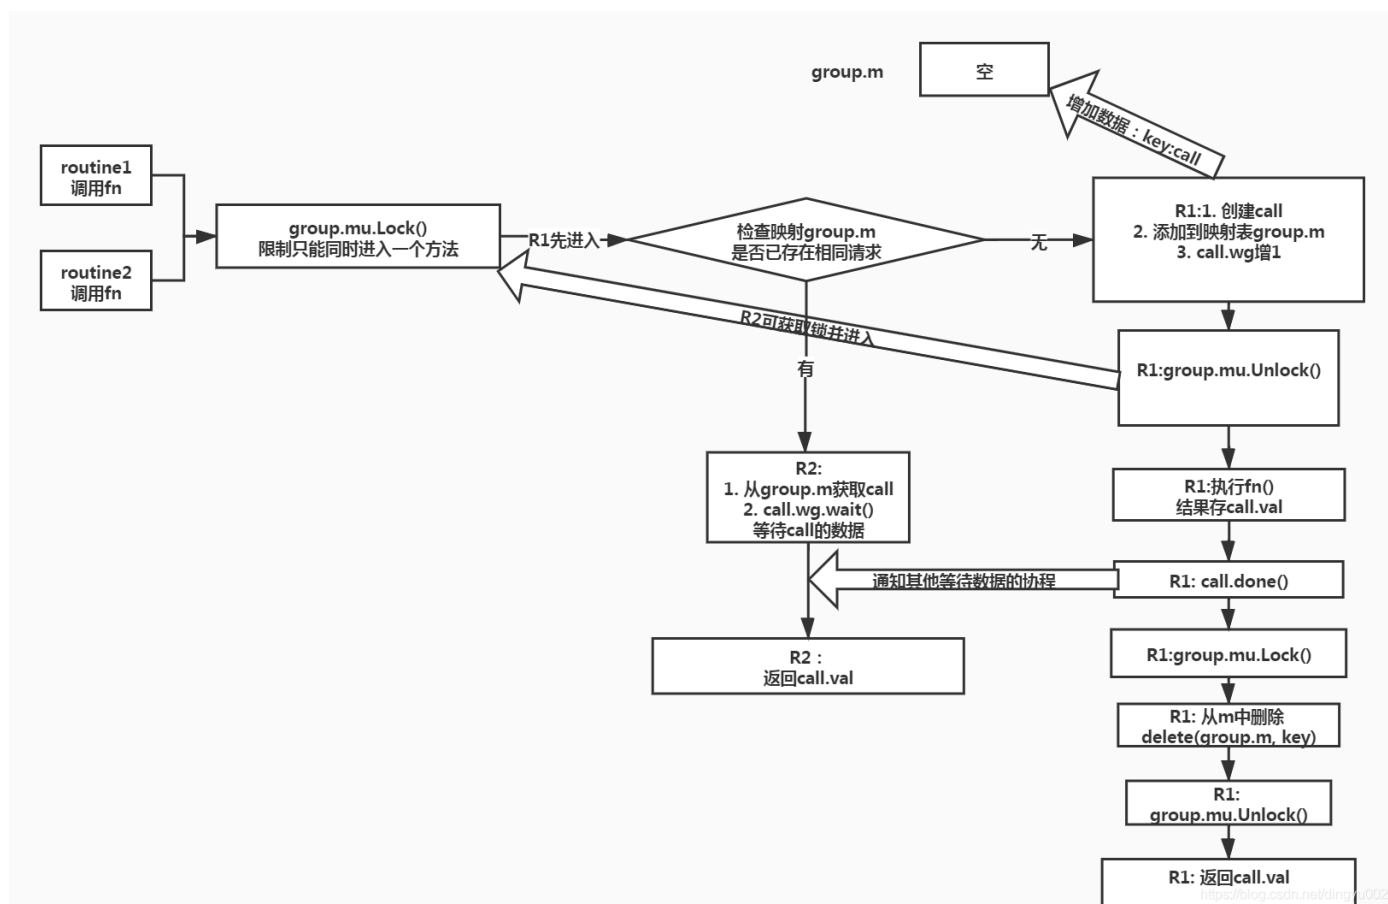 group.m
空
增加数据：key:call
routine1
调用fn
routine2
调用fn
group.mu.Lock()
限制只能同时进入一个方法
R1先进入
检查映射group.m
是否已存在相同请求
无
R1:1. 创建call
2. 添加到映射表group.m
3. call.wg增1
R2可获取锁并进入
有
R1:group.mu.Unlock()
R2:
1. 从group.m获取call
2. call.wg.wait()
等待call的数据
R1:执行fn()
结果存call.val
通知其他等待数据的协程
R1: call.done()
R2：
返回call.val
R1:group.mu.Lock()
R1: 从m中删除
delete(group.m, key)
R1:
group.mu.Unlock()
R1: 返回call.val
https://blog.csdn.net/dingyu002